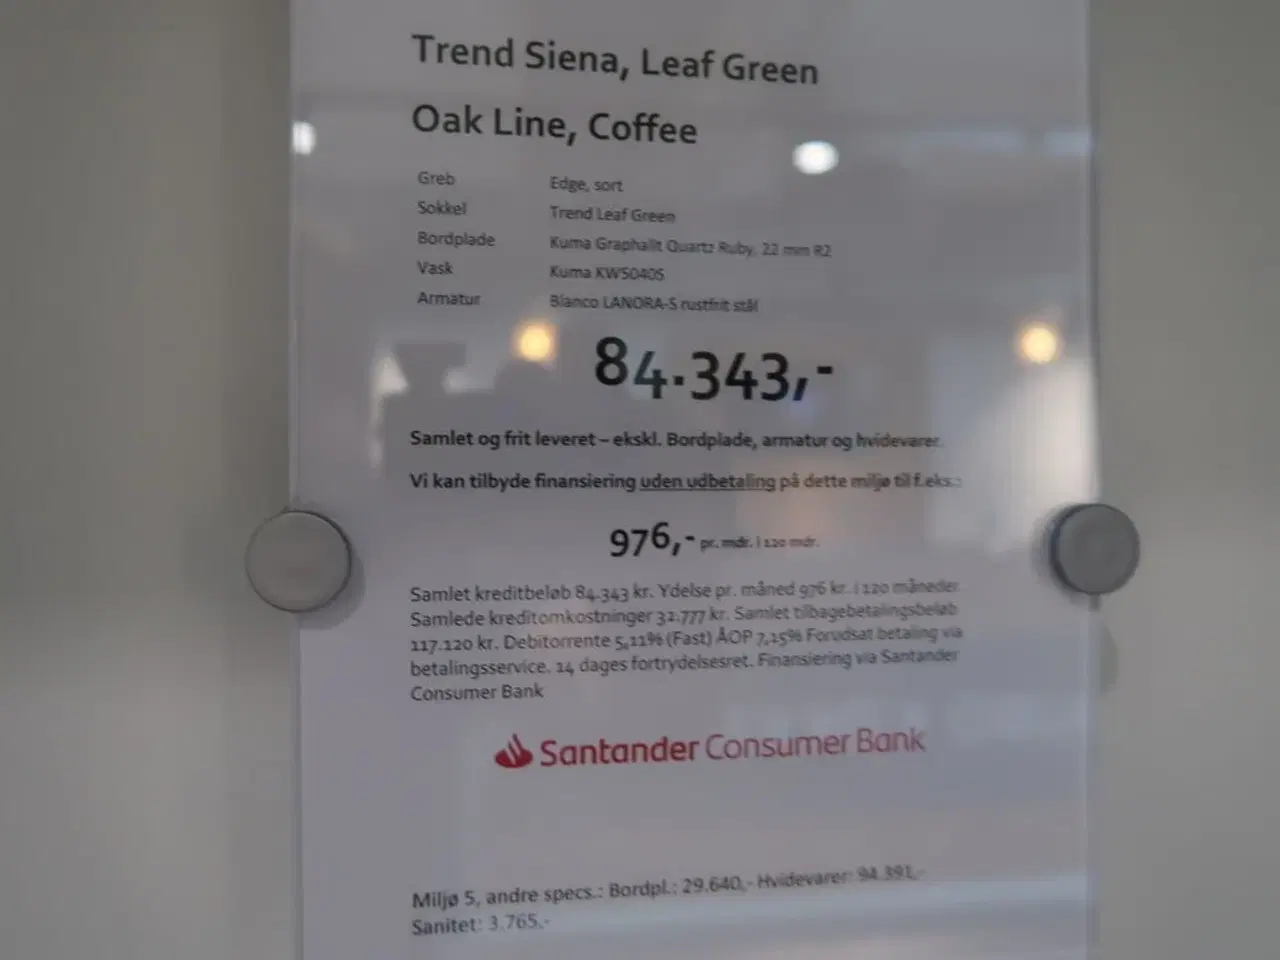 Trend Siena, Leaf Green
Oak Line, Coffee
Greb Edge, sort
Sokkel Trend Leaf Green
Bordplade Kuma Graphalit Quartz Ruby, 22 mm R2
Vask Kuma KW5040S
Armatur Blanco LANORA-S rustfrit stål
84.343,-
Samlet og frit leveret – ekskl. Bordplade, armatur og hvidevarer.
Vi kan tilbyde finansiering uden udbetaling på dette miljø til f.eks.:
976,- pr. mdr. i 120 mdr.
Samlet kreditbeløb 84.343 kr. Ydelse pr. måned 976 kr. i 120 måneder.
Samlede kreditomkostninger 32.777 kr. Samlet tilbagebetalingsbeløb
117.120 kr. Debitorrente 5,11% (Fast) ÅOP 7,15% Forudsat betaling via
betalingsservice. 14 dages fortrydelsesret. Finansiering via Santander
Consumer Bank
Santander Consumer Bank
Miljø 5, andre specs.: Bordpl.: 29.640,- Hvidevarer: 94.391,-
Sanitet: 3.765,-